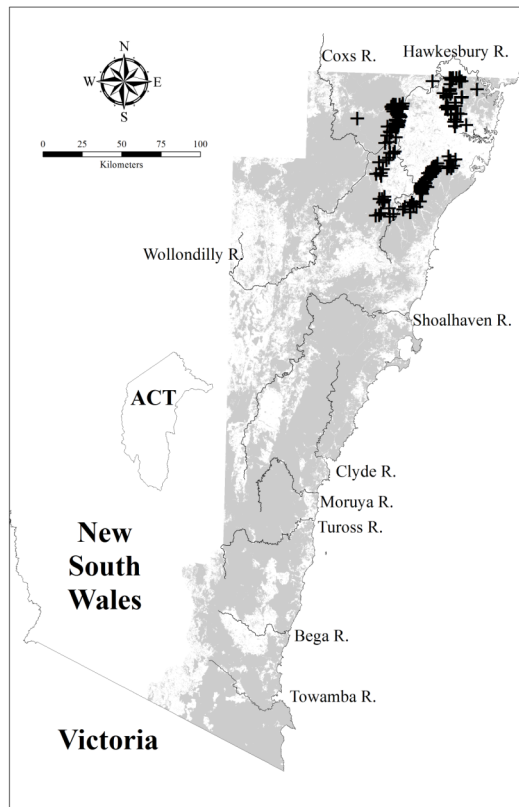 Coxs R.
Hawkesbury R.
N
W
E
S
0
25
50
75
100
Kilometers
Wollondilly R.
Shoalhaven R.
ACT
Clyde R.
Moruya R.
Tuross R.
New
South
Wales
Bega R.
Towamba R.
Victoria